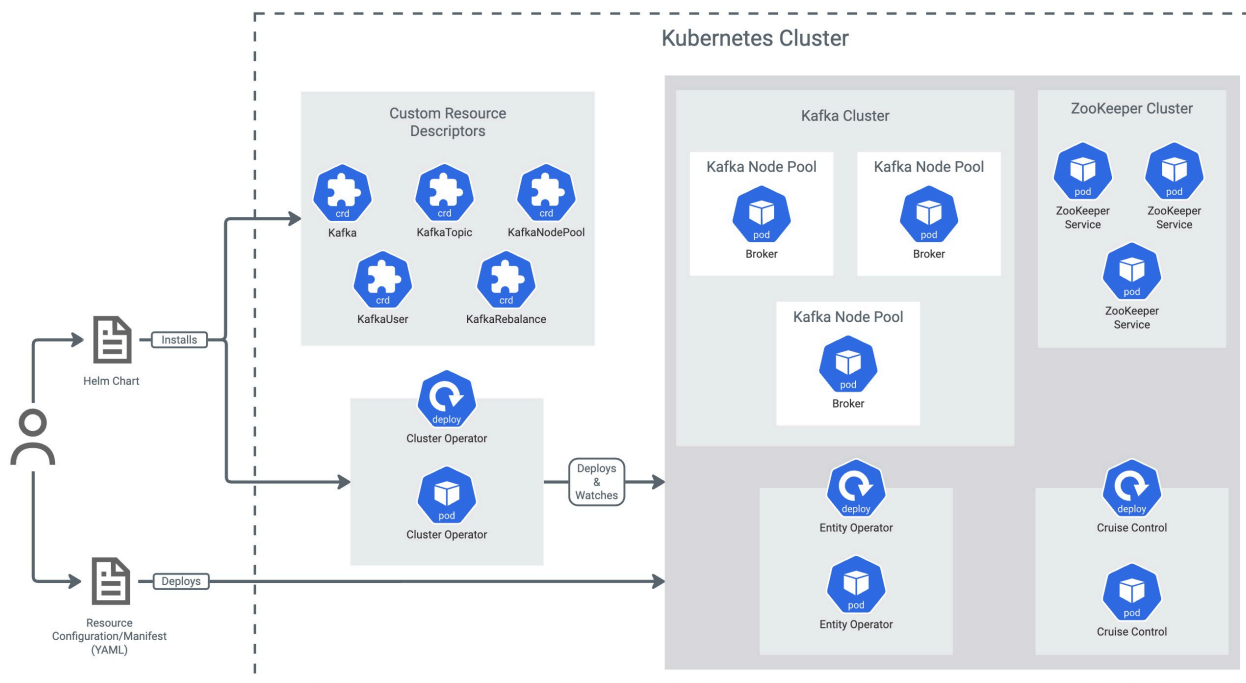 Kubernetes Cluster
Custom Resource
Descriptors
crd
Kafka
crd
KafkaTopic
crd
KafkaNodePool
crd
KafkaUser
crd
KafkaRebalance
Helm Chart
Installs
deploy
Cluster Operator
pod
Cluster Operator
Deploys
&
Watches
Resource
Configuration/Manifest
(YAML)
Deploys
Kafka Cluster
Kafka Node Pool
pod
Broker
Kafka Node Pool
pod
Broker
Kafka Node Pool
pod
Broker
ZooKeeper Cluster
pod
ZooKeeper
Service
pod
ZooKeeper
Service
pod
ZooKeeper
Service
deploy
Entity Operator
pod
Entity Operator
deploy
Cruise Control
pod
Cruise Control